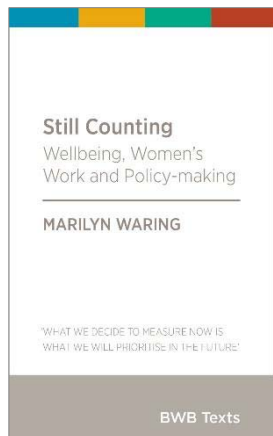 Still Counting
Wellbeing, Women's
Work and Policy-making
MARILYN WARING
'WHAT WE DECIDE TO MEASURE NOW IS
WHAT WE WILL PRIORITISE IN THE FUTURE'
BWB Texts